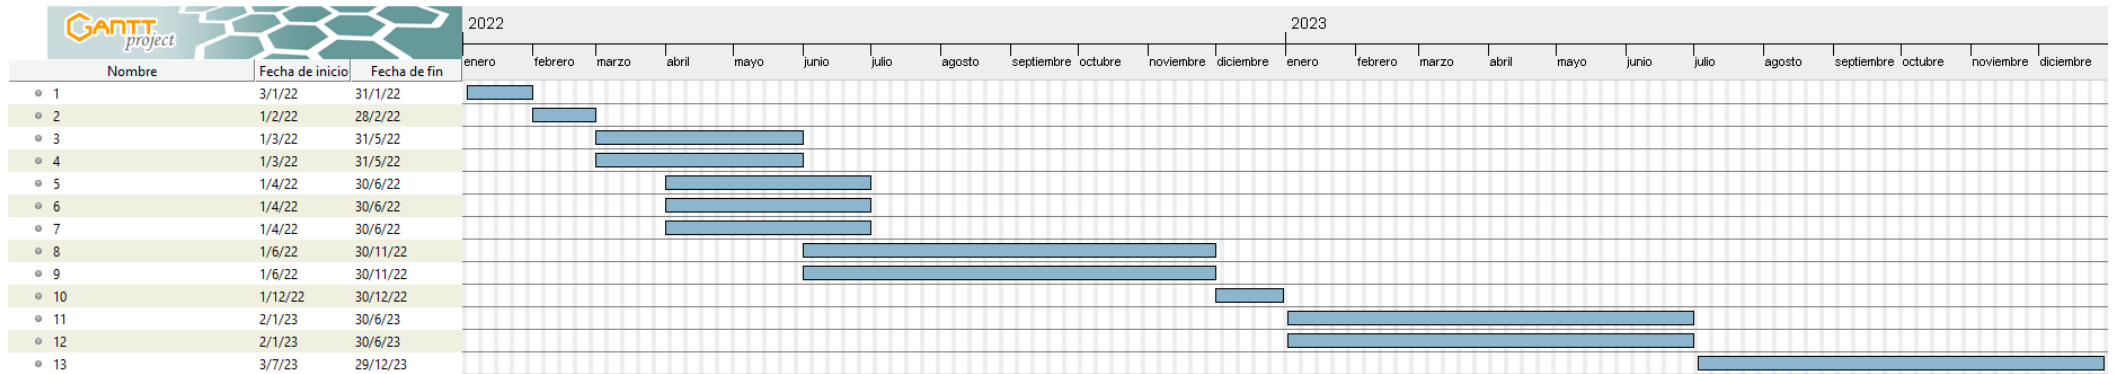 GANTT project
2022 2023
Nombre Fecha de inicio Fecha de fin enero febrero marzo abril mayo junio julio agosto septiembre octubre noviembre diciembre enero febrero marzo abril mayo junio julio agosto septiembre octubre noviembre diciembre
1 3/1/22 31/1/22
2 1/2/22 28/2/22
3 1/3/22 31/5/22
4 1/3/22 31/5/22
5 1/4/22 30/6/22
6 1/4/22 30/6/22
7 1/4/22 30/6/22
8 1/6/22 30/11/22
9 1/6/22 30/11/22
10 1/12/22 30/12/22
11 2/1/23 30/6/23
12 2/1/23 30/6/23
13 3/7/23 29/12/23